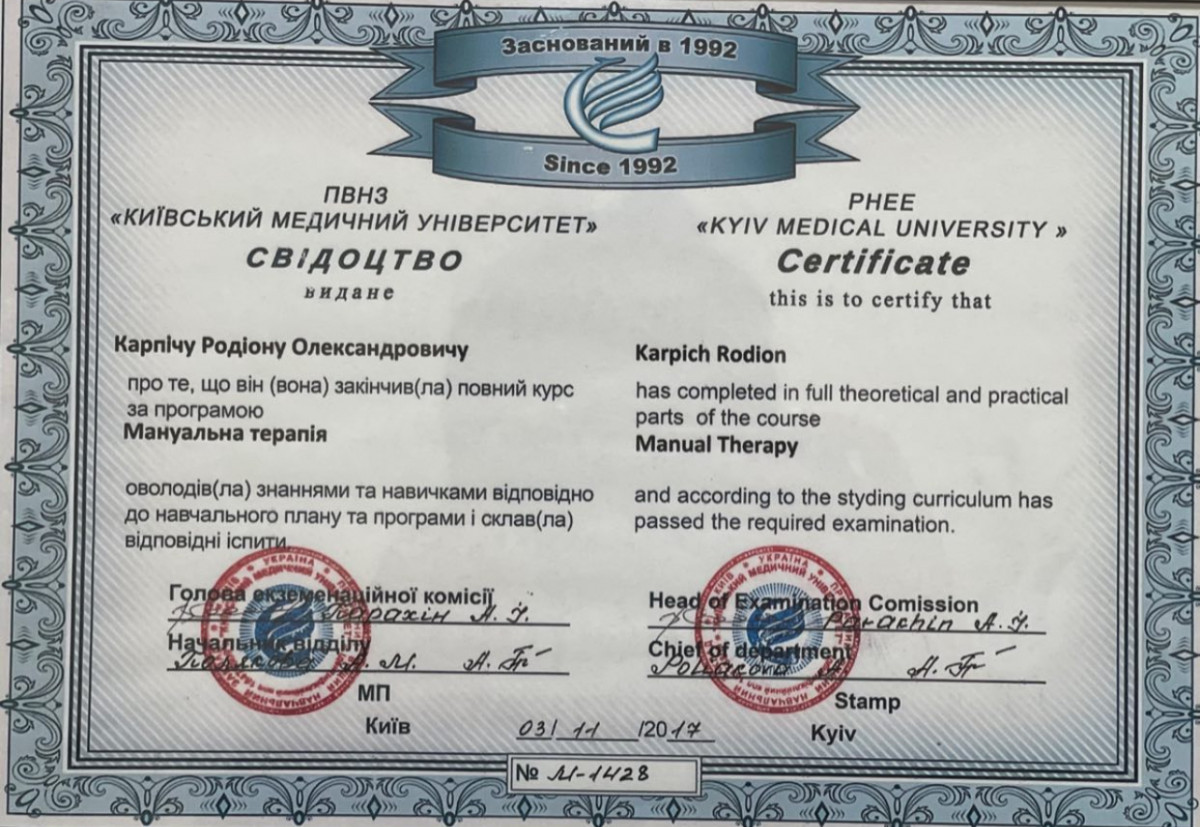 Заснований в 1992
Since 1992
ПВНЗ
«КИЇВСЬКИЙ МЕДИЧНИЙ УНІВЕРСИТЕТ»
СВІДОЦТВО
видане
Карпічу Родіону Олександровичу
про те, що він (вона) закінчив(ла) повний курс
за програмою
Мануальна терапія
оволодів(ла) знаннями та навичками відповідно
до навчального плану та програми і склав(ла)
відповідні іспити
Голова екземенаційної комісії
Парахін А. Г.
Начальник відділу
А. М.
МП
Київ
PHEE
«KYIV MEDICAL UNIVERSITY »
Certificate
this is to certify that
Karpich Rodion
has completed in full theoretical and practical
parts of the course
Manual Therapy
and according to the styding curriculum has
passed the required examination.
Head of Examination Comission
Parachin А. Г.
Chief of department
Stamp
Kyiv
03/ 11 /2017
№ М-1428